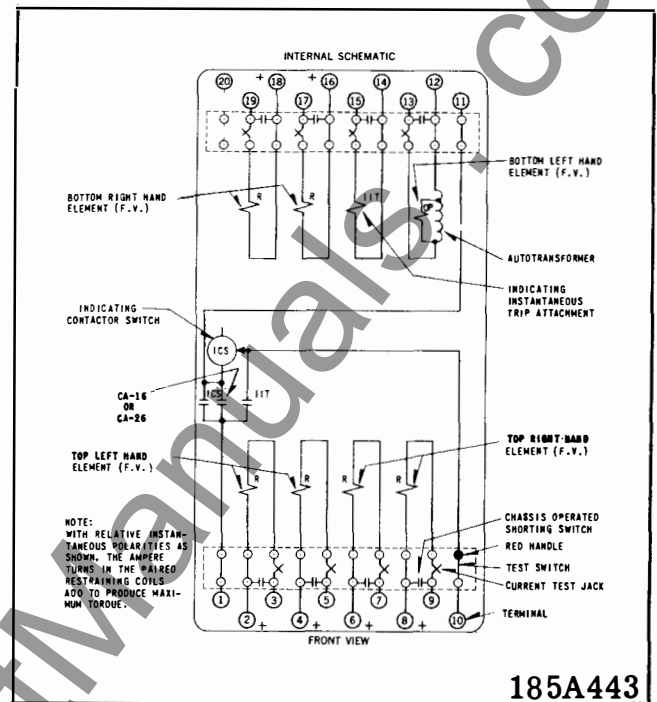 INTERNAL SCHEMATIC
20 + 18 + 16 14 12 11
19 17 15 13
BOTTOM LEFT HAND
ELEMENT (F.V.)
BOTTOM RIGHT HAND
ELEMENT (F.V.)
R R IIT OP
AUTOTRANSFORMER
INDICATING
INSTANTANEOUS
TRIP ATTACHMENT
INDICATING
CONTACTOR SWITCH
ICS
ICS IIT
CA-16
OR
CA-26
TOP LEFT HAND
ELEMENT (F.V.)
TOP RIGHT-HAND
ELEMENT (F.V.)
R R R R
NOTE:
WITH RELATIVE INSTAN-
TANEOUS POLARITIES AS
SHOWN. THE AMPERE
TURNS IN THE PAIRED
RESTRAINING COILS
ADD TO PRODUCE MAXI-
MUM TORQUE.
CHASSIS OPERATED
SHORTING SWITCH
RED HANDLE
TEST SWITCH
CURRENT TEST JACK
TERMINAL
1 3 5 7 9
2 + 4 + 6 + 8 + 10
FRONT VIEW
185A443
Manuals.co